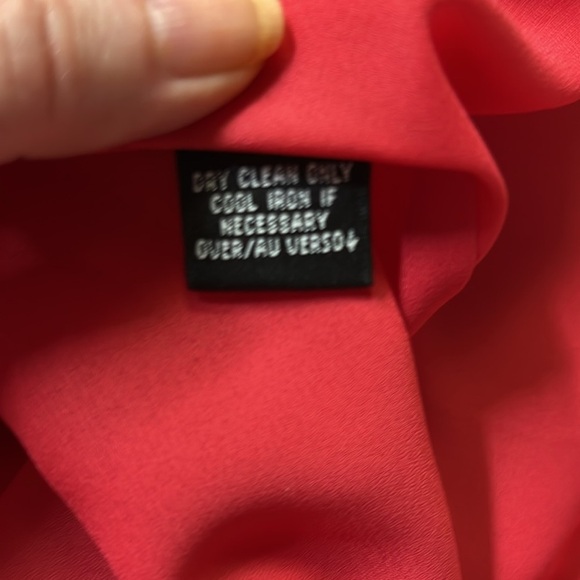 DRY CLEAN ONLY
COOL IRON IF
NECESSARY
OVER/AU VERSO↓